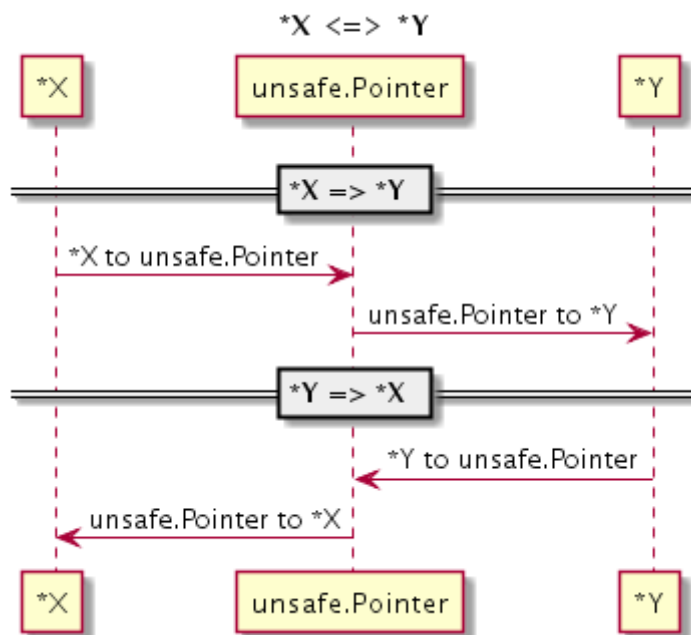 *X <=> *Y
*X
unsafe.Pointer
*Y
*X => *Y
*X to unsafe.Pointer
unsafe.Pointer to *Y
*Y => *X
*Y to unsafe.Pointer
unsafe.Pointer to *X
*X
unsafe.Pointer
*Y